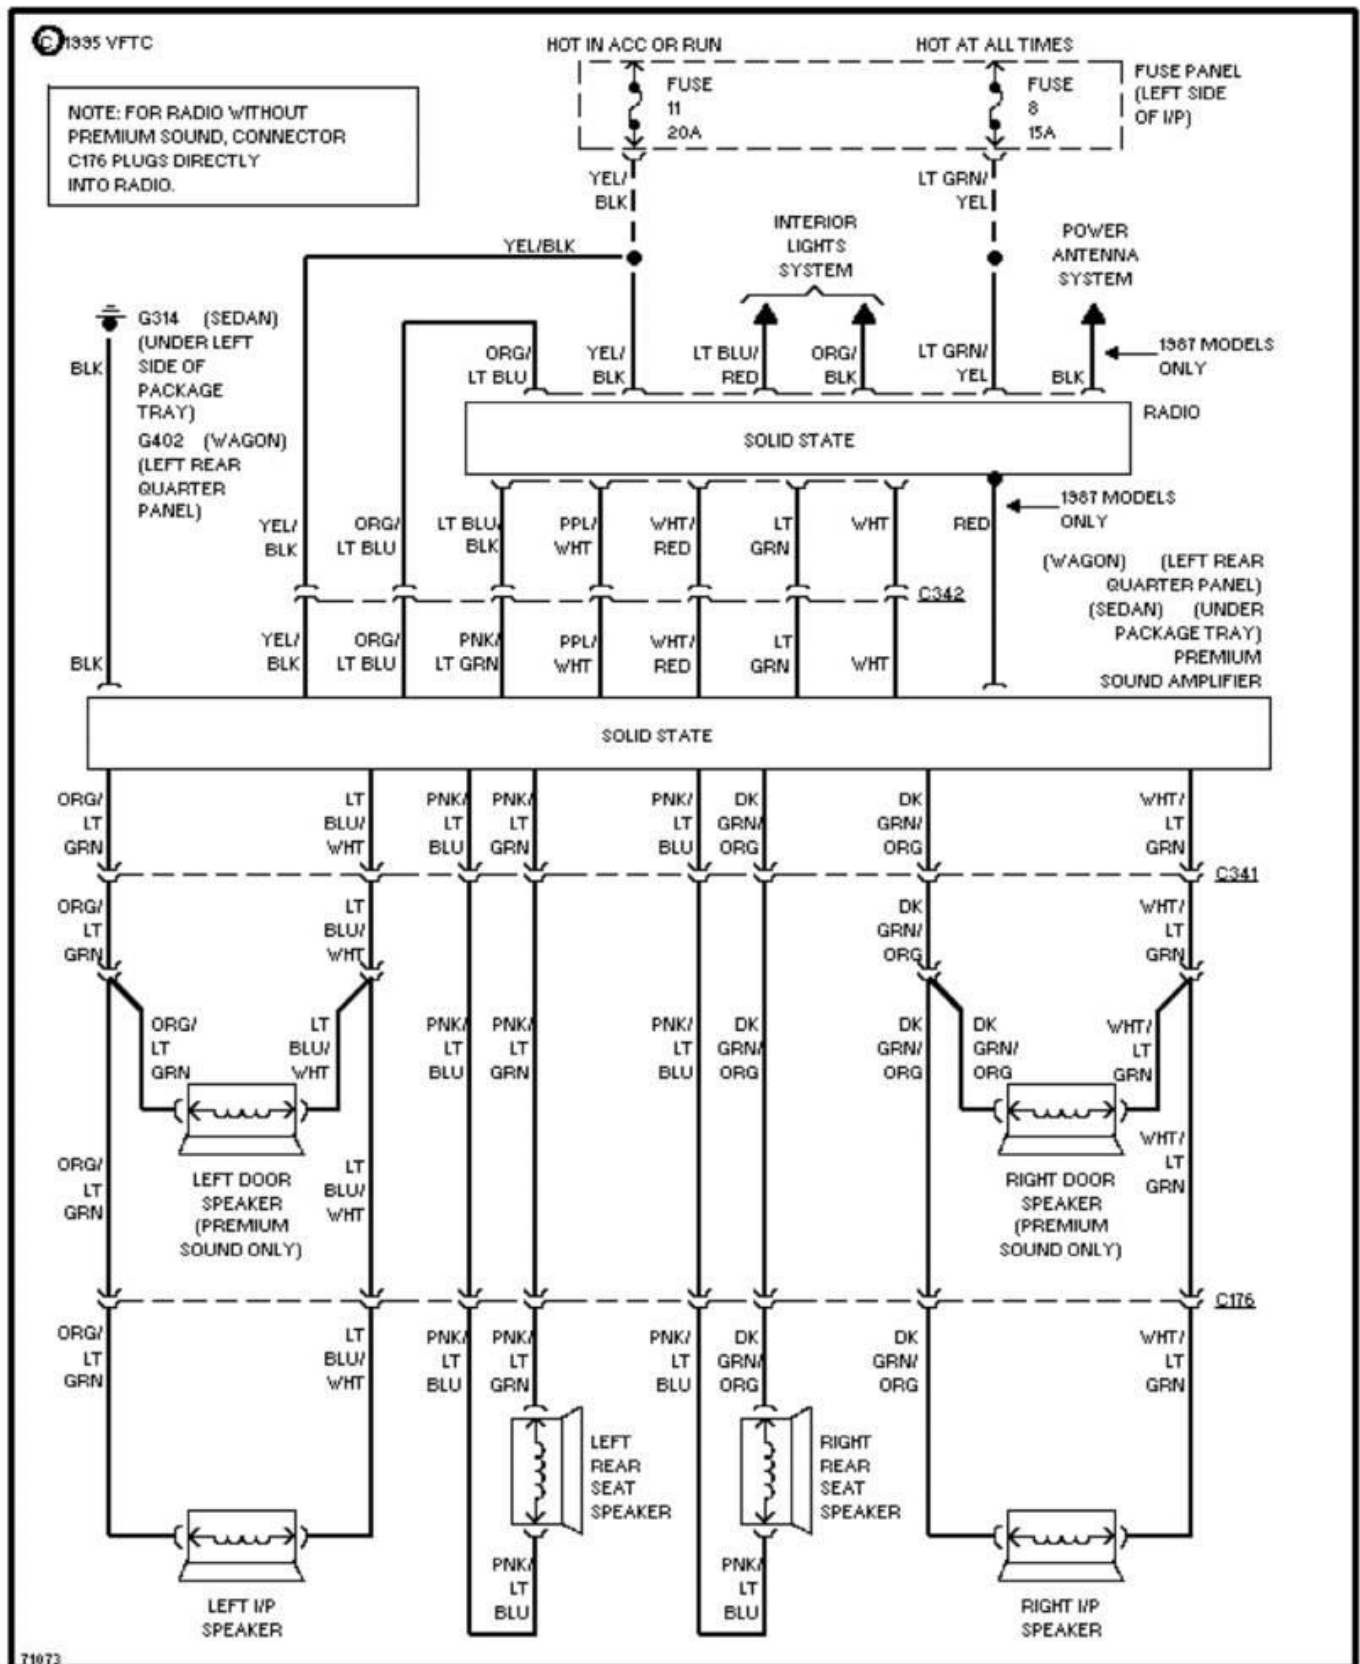 C 1995 VFTC
HOT IN ACC OR RUN
HOT AT ALL TIMES
NOTE: FOR RADIO WITHOUT
PREMIUM SOUND, CONNECTOR
C176 PLUGS DIRECTLY
INTO RADIO.
FUSE
11
20A
FUSE
8
15A
FUSE PANEL
(LEFT SIDE
OF I/P)
YEL/
BLK
LT GRN/
YEL
YEL/BLK
INTERIOR
LIGHTS
SYSTEM
POWER
ANTENNA
SYSTEM
G314 (SEDAN)
(UNDER LEFT
SIDE OF
PACKAGE
TRAY)
G402 (WAGON)
(LEFT REAR
QUARTER
PANEL)
BLK
ORG/
LT BLU
YEL/
BLK
LT BLU/
RED
ORG/
BLK
LT GRN/
YEL
BLK
1987 MODELS
ONLY
RADIO
SOLID STATE
YEL/
BLK
ORG/
LT BLU
LT BLU/
BLK
PPL/
WHT
WHT/
RED
LT
GRN
WHT
RED
1987 MODELS
ONLY
C342
(WAGON) (LEFT REAR
QUARTER PANEL)
(SEDAN) (UNDER
PACKAGE TRAY)
PREMIUM
SOUND AMPLIFIER
BLK
YEL/
BLK
ORG/
LT BLU
PNK/
LT GRN
PPL/
WHT
WHT/
RED
LT
GRN
WHT
SOLID STATE
ORG/
LT
GRN
LT
BLU/
WHT
PNK/
LT
BLU
PNK/
LT
GRN
PNK/
LT
BLU
DK
GRN/
ORG
DK
GRN/
ORG
WHT/
LT
GRN
C341
ORG/
LT
GRN
LT
BLU/
WHT
DK
GRN/
ORG
WHT/
LT
GRN
ORG/
LT
GRN
LT
BLU/
WHT
PNK/
LT
BLU
PNK/
LT
GRN
PNK/
LT
BLU
DK
GRN/
ORG
DK
GRN/
ORG
DK
GRN/
ORG
WHT/
LT
GRN
LEFT DOOR
SPEAKER
(PREMIUM
SOUND ONLY)
RIGHT DOOR
SPEAKER
(PREMIUM
SOUND ONLY)
ORG/
LT
GRN
LT
BLU/
WHT
WHT/
LT
GRN
C176
ORG/
LT
GRN
LT
BLU/
WHT
PNK/
LT
BLU
PNK/
LT
GRN
PNK/
LT
BLU
DK
GRN/
ORG
DK
GRN/
ORG
WHT/
LT
GRN
LEFT
REAR
SEAT
SPEAKER
RIGHT
REAR
SEAT
SPEAKER
PNK/
LT
BLU
PNK/
LT
BLU
LEFT I/P
SPEAKER
RIGHT I/P
SPEAKER
71073